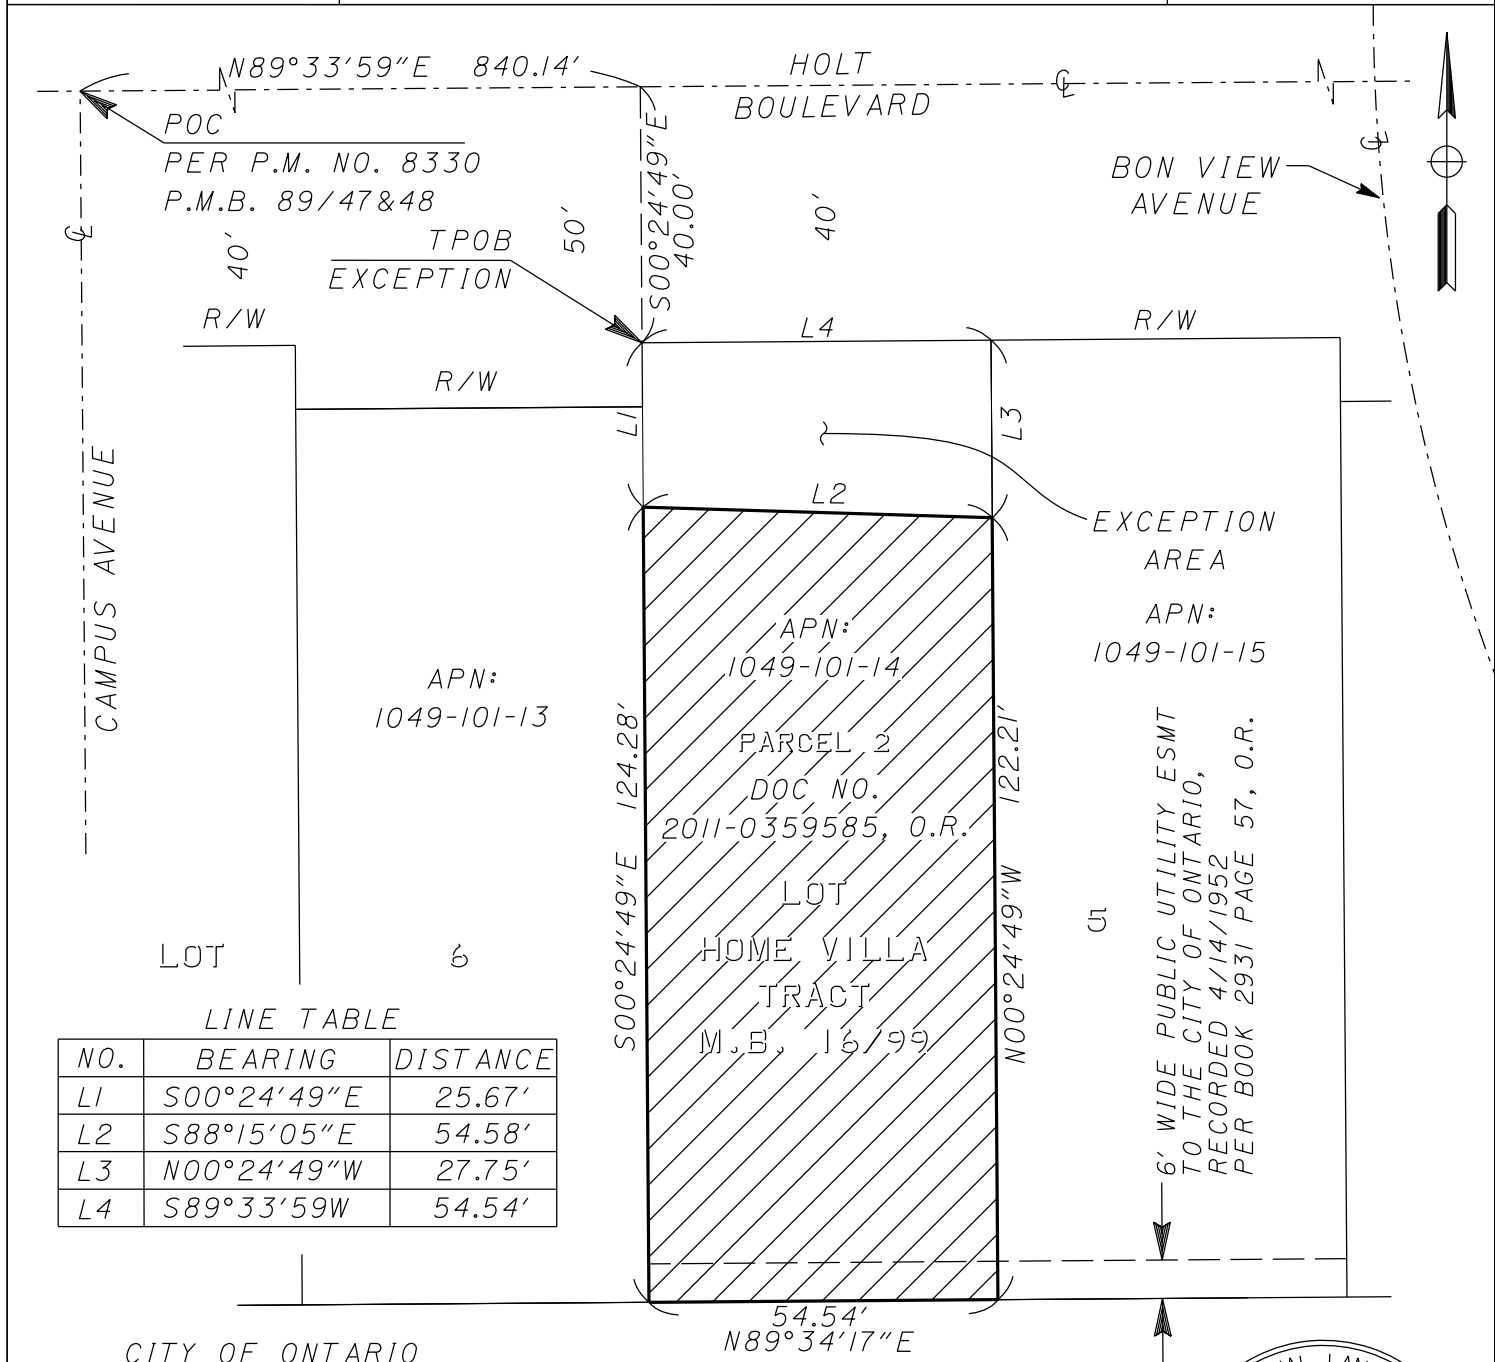 N89°33'59"E 840.14'
HOLT
BOULEVARD
POC
PER P.M. NO. 8330
P.M.B. 89/47&48
S00°24'49"E
40.00'
BON VIEW
AVENUE
40'
50'
40'
TPOB
EXCEPTION
R/W
L4
R/W
R/W
L1
L3
L2
EXCEPTION
AREA
CAMPUS AVENUE
APN:
1049-101-13
APN:
1049-101-14
APN:
1049-101-15
PARCEL 2
DOC NO.
2011-0359585, O.R.
LOT
HOME VILLA
TRACT
M.B. 16/99
S00°24'49"E 124.28'
N00°24'49"W 122.21'
5
6' WIDE PUBLIC UTILITY ESMT
TO THE CITY OF ONTARIO,
RECORDED 4/14/1952
PER BOOK 2931 PAGE 57, O.R.
LOT 6
LINE TABLE
NO. BEARING DISTANCE
L1 S00°24'49"E 25.67'
L2 S88°15'05"E 54.58'
L3 N00°24'49"W 27.75'
L4 S89°33'59W 54.54'
54.54'
N89°34'17"E
CITY OF ONTARIO